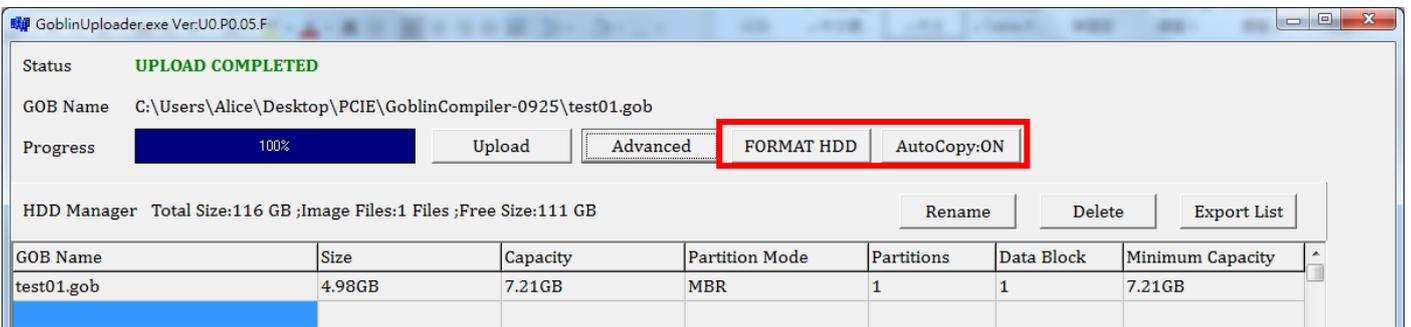 GoblinUploader.exe Ver:U0.P0.05.F
Status UPLOAD COMPLETED
GOB Name C:\Users\Alice\Desktop\PCIE\GoblinCompiler-0925\test01.gob
Progress 100% Upload Advanced FORMAT HDD AutoCopy:ON
HDD Manager Total Size:116 GB ;Image Files:1 Files ;Free Size:111 GB Rename Delete Export List
GOB Name Size Capacity Partition Mode Partitions Data Block Minimum Capacity
test01.gob 4.98GB 7.21GB MBR 1 1 7.21GB